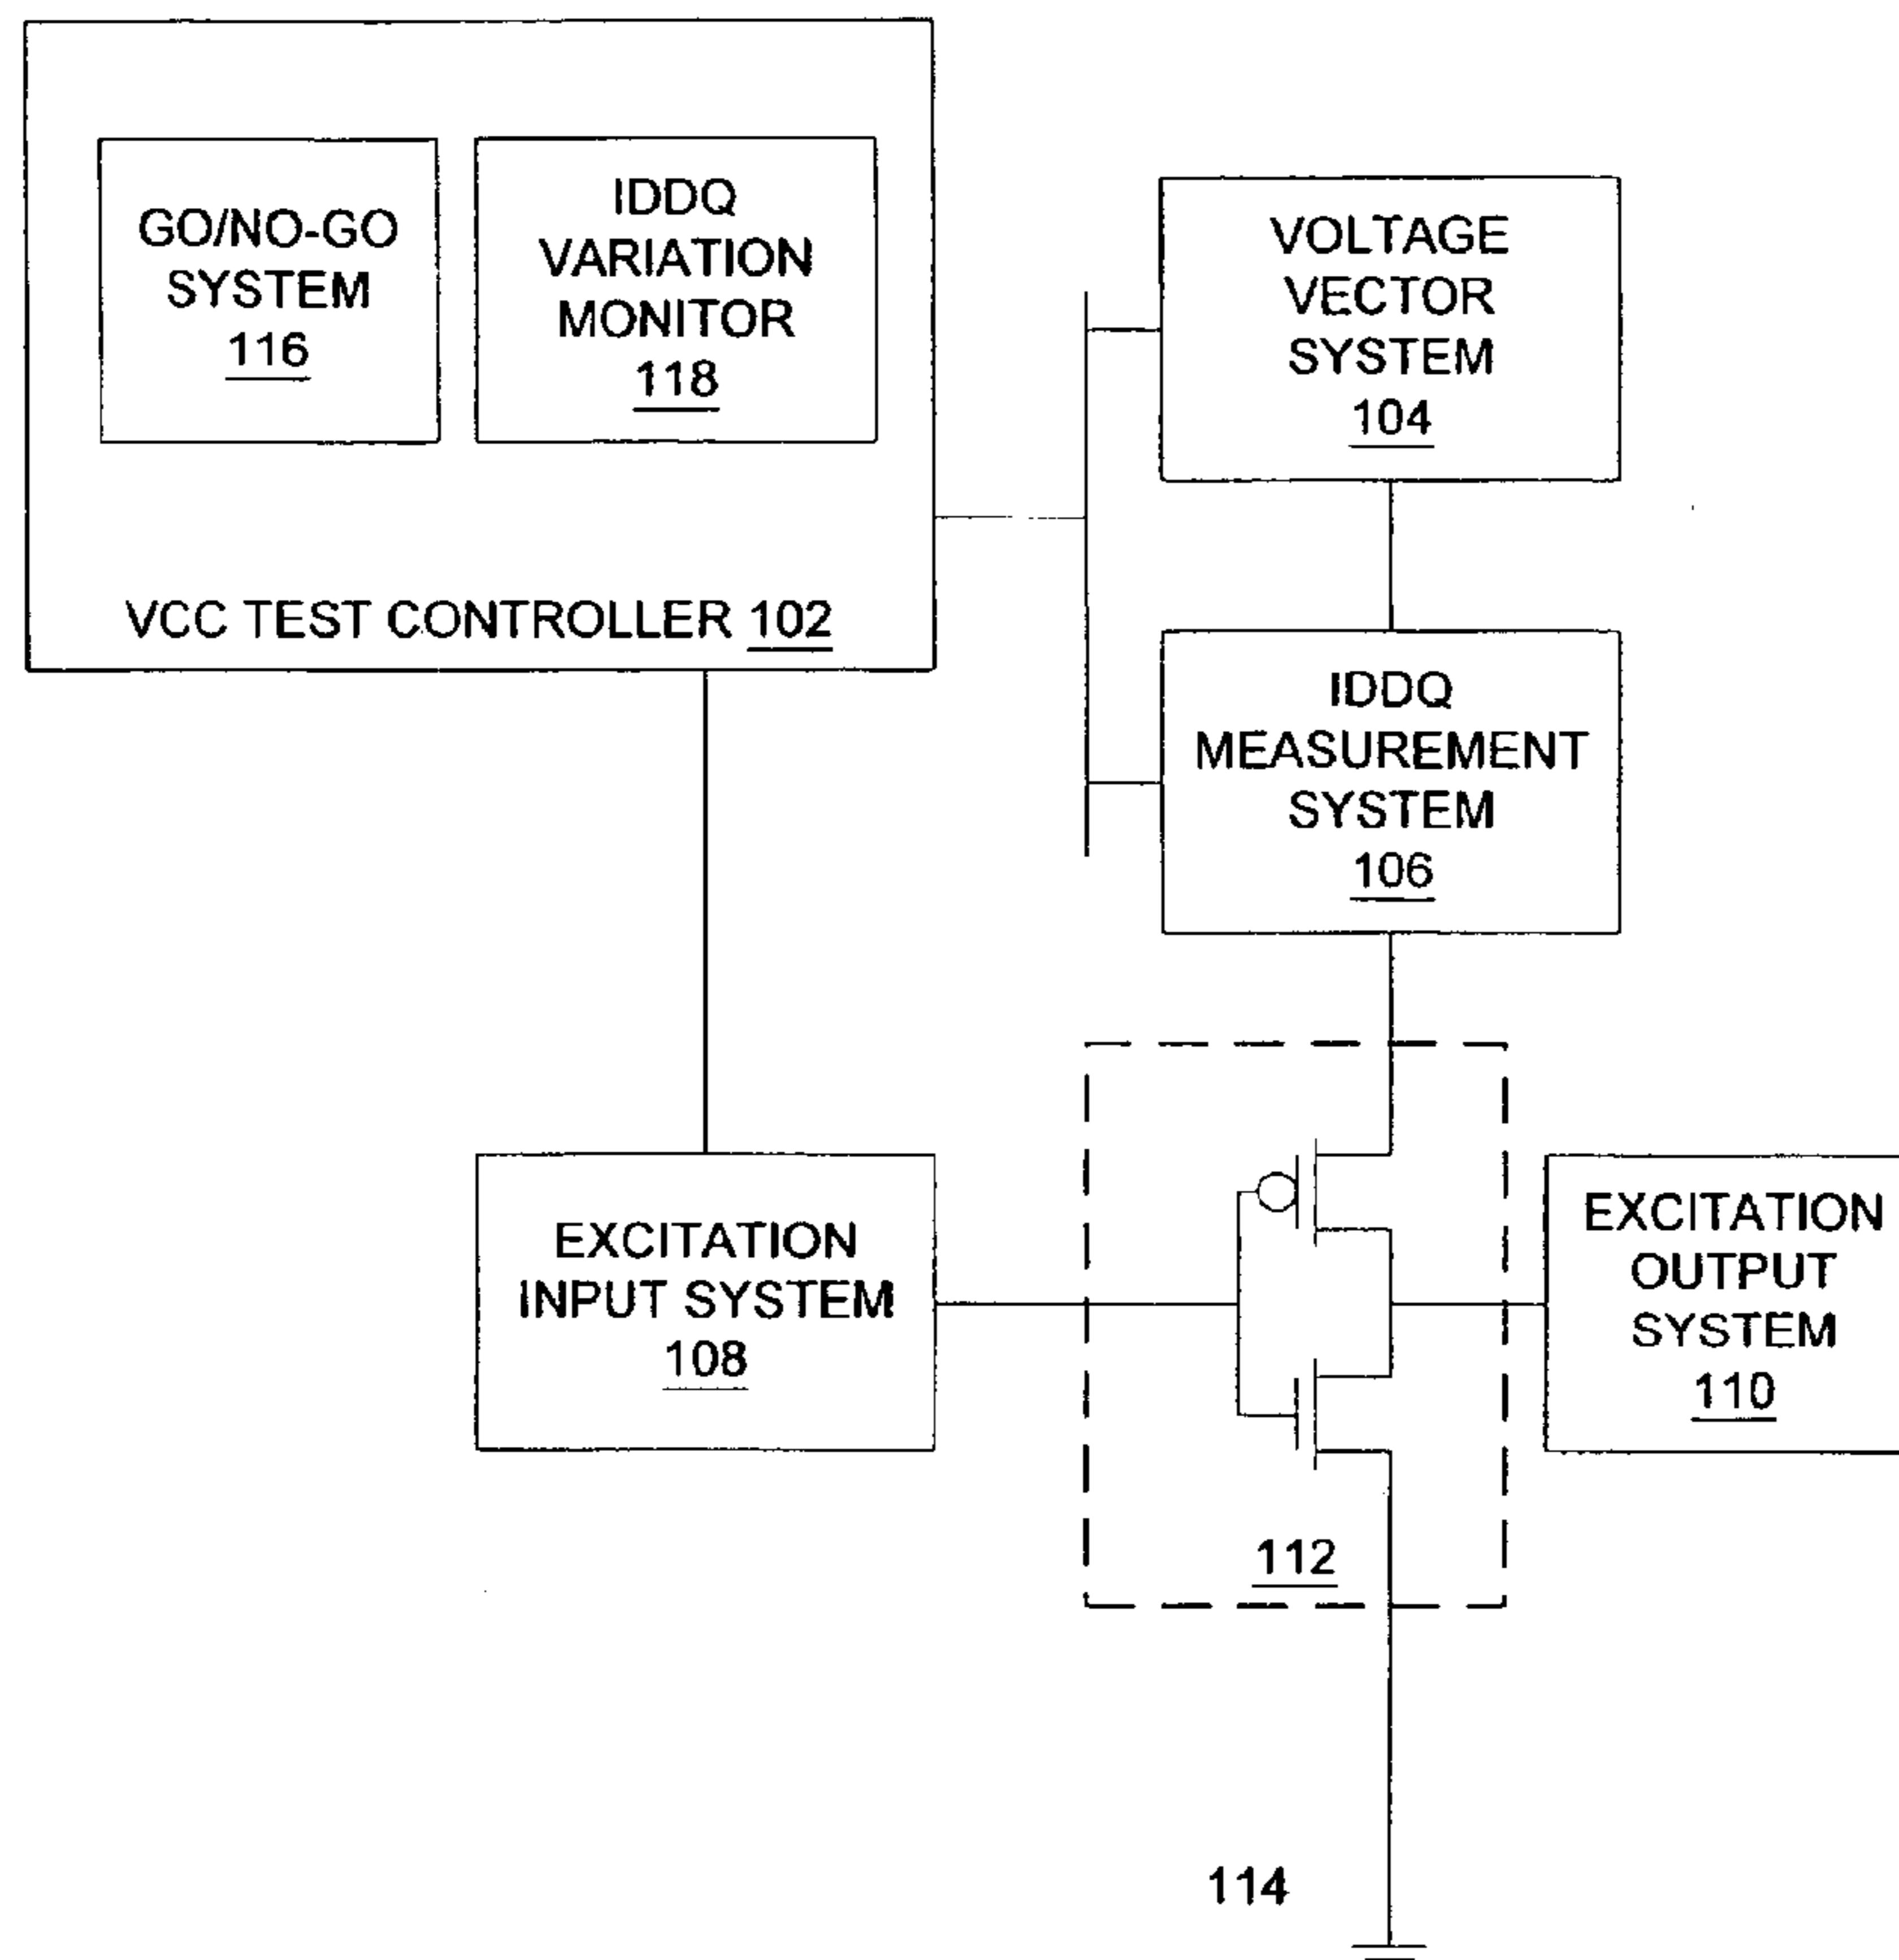 GO/NO-GO
SYSTEM
116
IDDQ
VARIATION
MONITOR
118
VCC TEST CONTROLLER 102
VOLTAGE
VECTOR
SYSTEM
104
IDDQ
MEASUREMENT
SYSTEM
106
EXCITATION
INPUT SYSTEM
108
EXCITATION
OUTPUT
SYSTEM
110
112
114